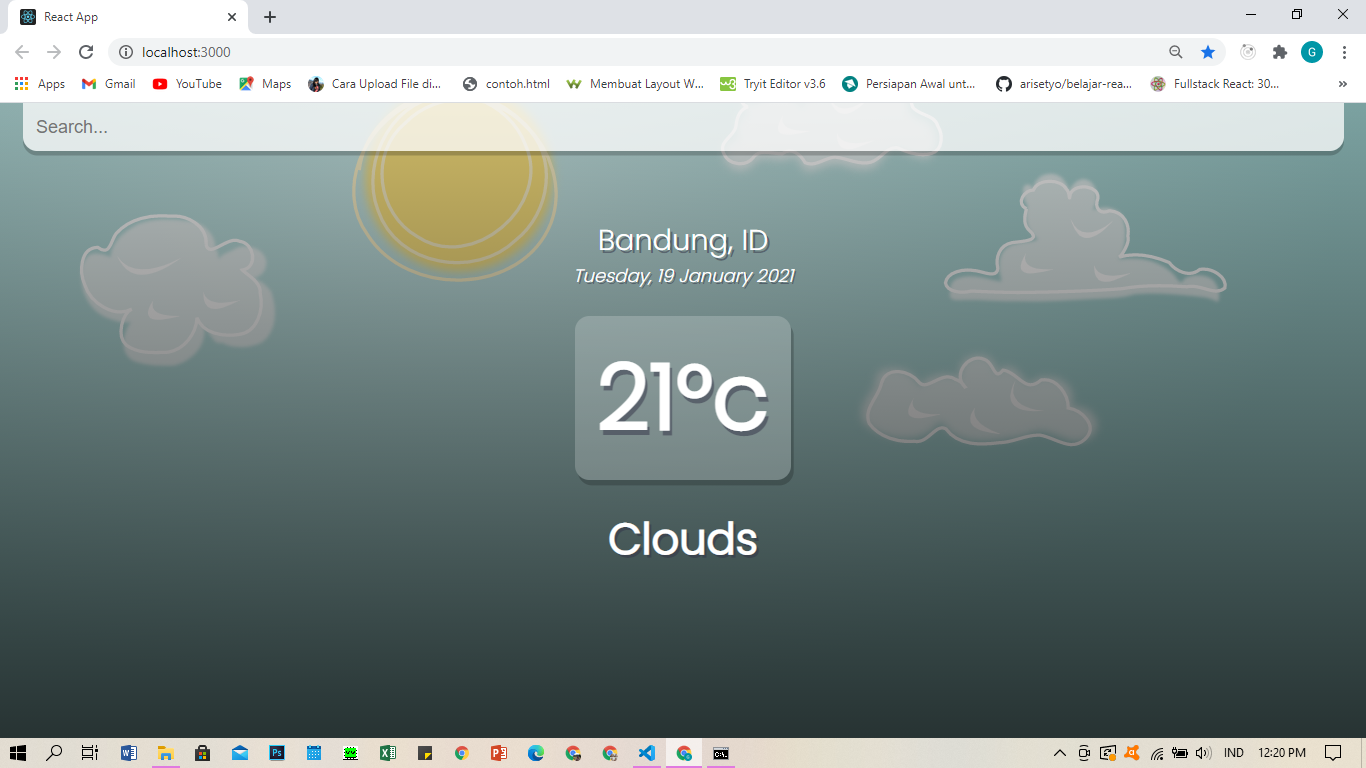 React App
localhost:3000
G
Apps Gmail YouTube Maps Cara Upload File di... contoh.html Membuat Layout W... Tryit Editor v3.6 Persiapan Awal unt... arisetyo/belajar-rea... Fullstack React: 30... »
Search...
Bandung, ID
Tuesday, 19 January 2021
21°c
Clouds
IND 12:20 PM